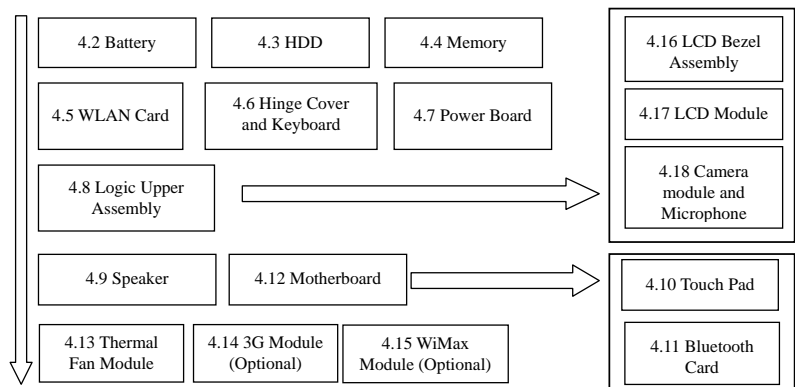 4.2 Battery
4.3 HDD
4.4 Memory
4.5 WLAN Card
4.6 Hinge Cover
and Keyboard
4.7 Power Board
4.8 Logic Upper
Assembly
4.9 Speaker
4.12 Motherboard
4.13 Thermal
Fan Module
4.14 3G Module
(Optional)
4.15 WiMax
Module (Optional)
4.16 LCD Bezel
Assembly
4.17 LCD Module
4.18 Camera
module and
Microphone
4.10 Touch Pad
4.11 Bluetooth
Card